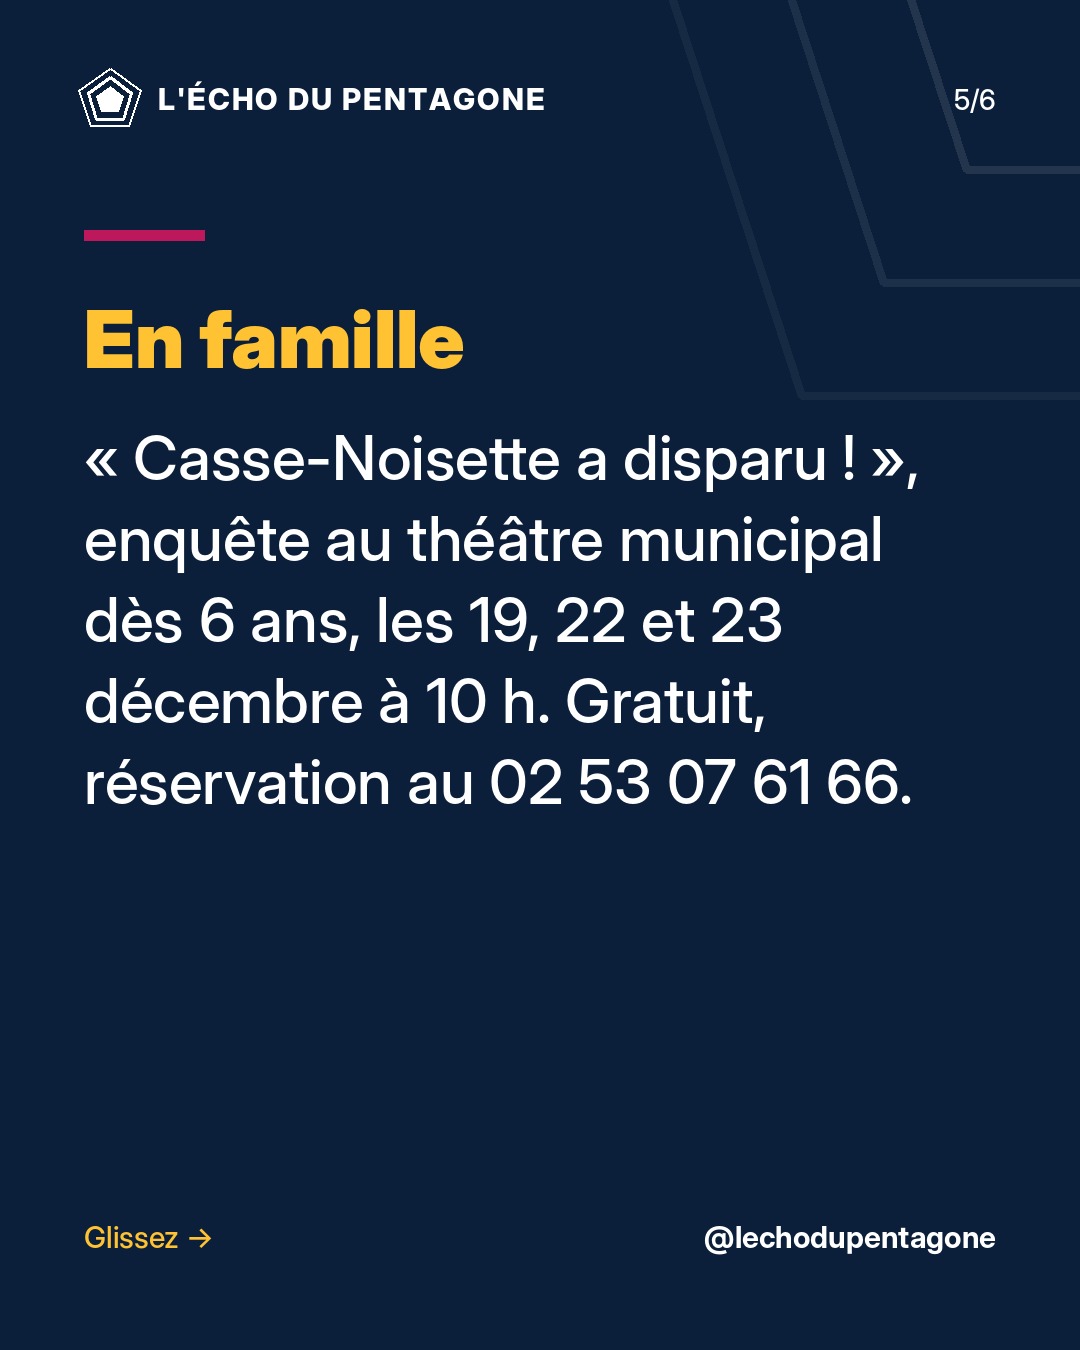 L'ÉCHO DU PENTAGONE
5/6
En famille
« Casse-Noisette a disparu ! »,
enquête au théâtre municipal
dès 6 ans, les 19, 22 et 23
décembre à 10 h. Gratuit,
réservation au 02 53 07 61 66.
Glissez →
@lechodupentagone